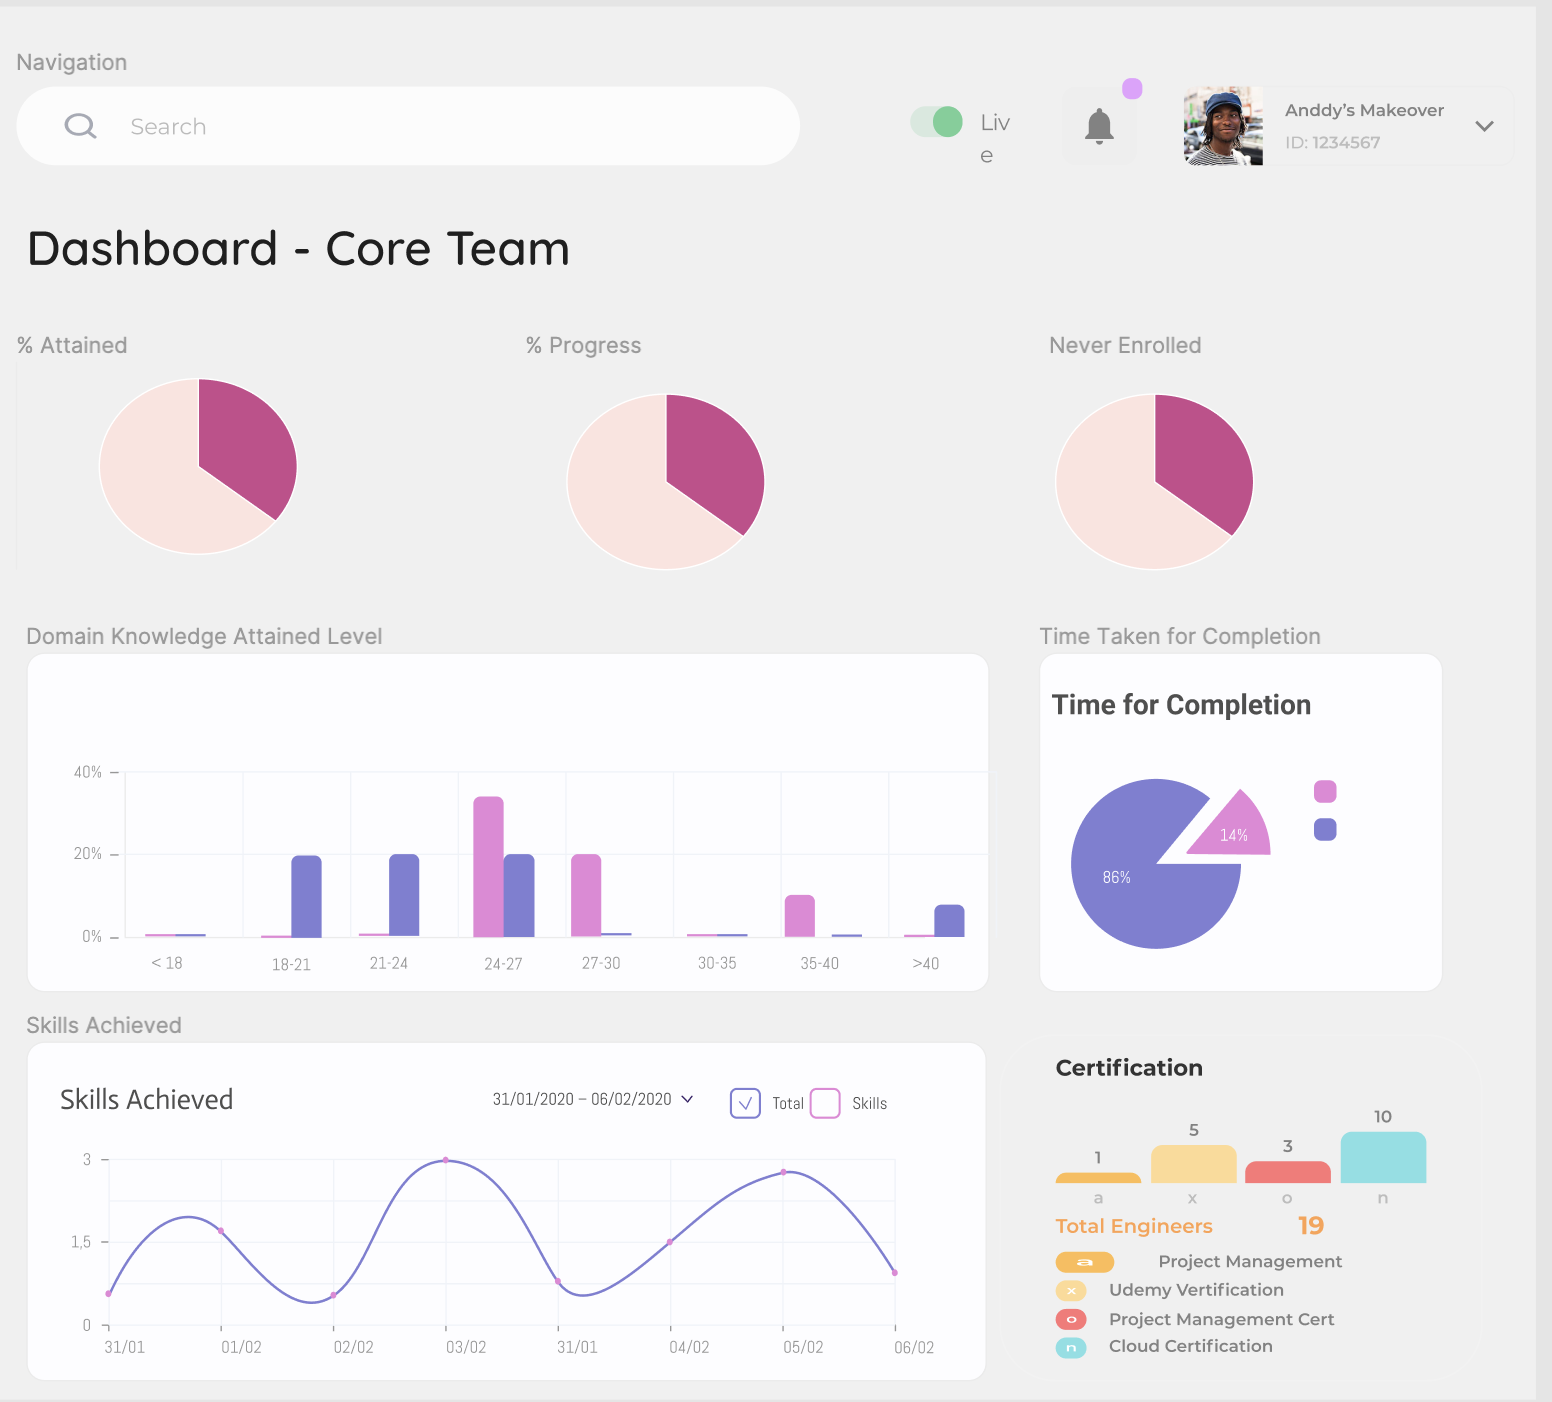 Navigation
Search
Liv
e
Anddy's Makeover
ID: 1234567
Dashboard - Core Team
% Attained
% Progress
Never Enrolled
Domain Knowledge Attained Level
40%
20%
0%
< 18
18-21
21-24
24-27
27-30
30-35
35-40
>40
Time Taken for Completion
Time for Completion
14%
86%
Skills Achieved
Skills Achieved
31/01/2020 – 06/02/2020
Total
Skills
3
1,5
0
31/01
01/02
02/02
03/02
31/01
04/02
05/02
06/02
Certification
1
5
3
10
a
x
o
n
Total Engineers 19
a Project Management
x Udemy Vertification
o Project Management Cert
n Cloud Certification